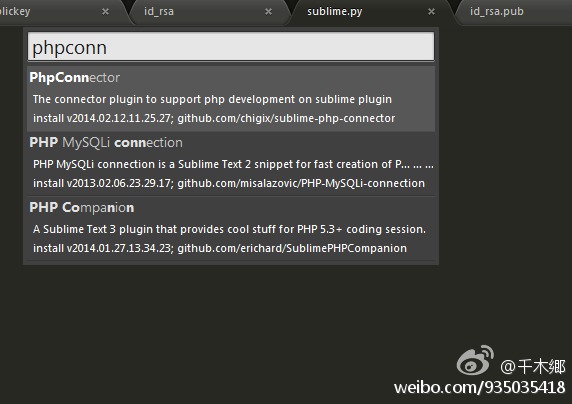 blickey
id_rsa
sublime.py
id_rsa.pub
phpconn
PhpConnector
The connector plugin to support php development on sublime plugin
install v2014.02.12.11.25.27; github.com/chigix/sublime-php-connector
PHP MySQLi connection
PHP MySQLi connection is a Sublime Text 2 snippet for fast creation of P... ... ...
install v2013.02.06.23.29.17; github.com/misalazovic/PHP-MySQLi-connection
PHP Companion
A Sublime Text 3 plugin that provides cool stuff for PHP 5.3+ coding session.
install v2014.01.27.13.34.23; github.com/erichard/SublimePHPCompanion
@千木郷
weibo.com/935035418